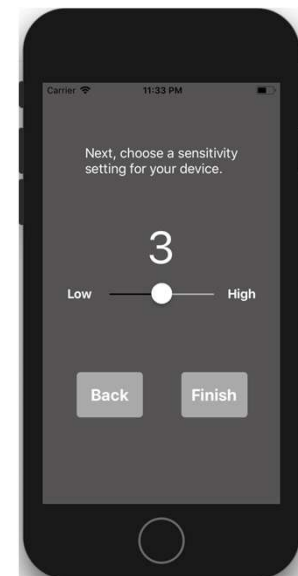 Carrier 11:33 PM
Next, choose a sensitivity
setting for your device.
3
Low High
Back Finish